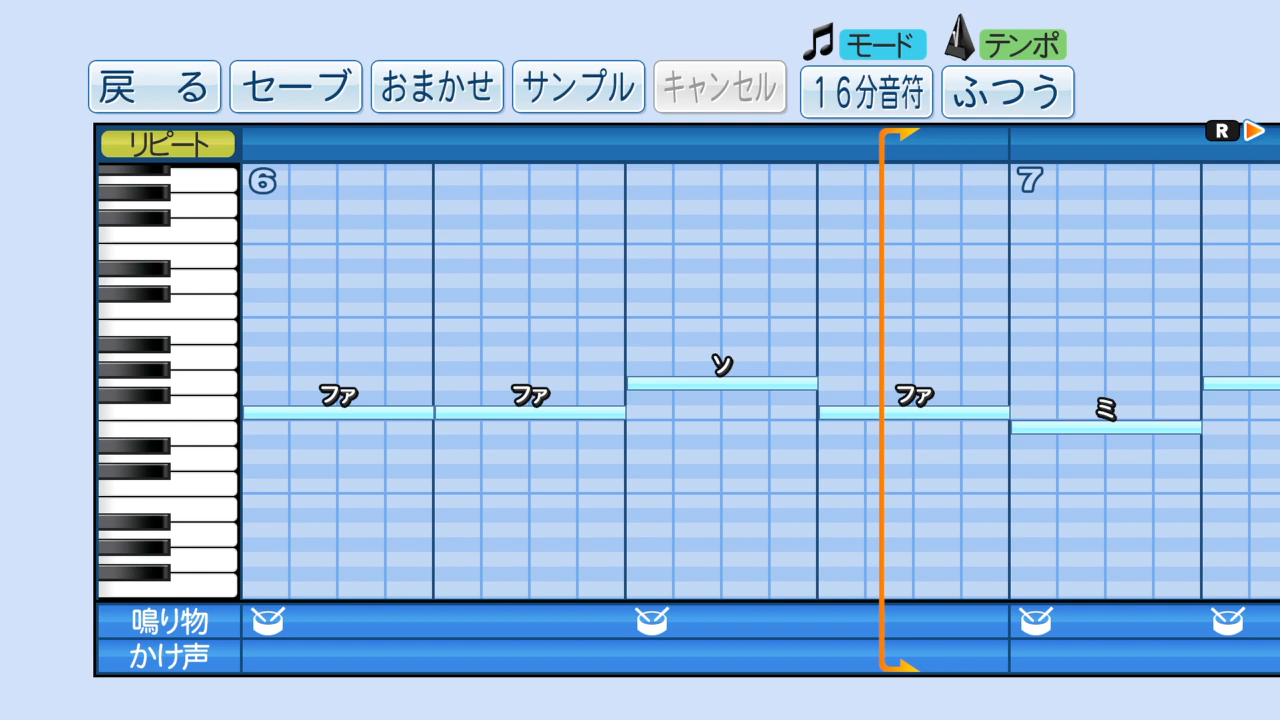 モード テンポ
戻 る セーブ おまかせ サンプル キャンセル 16分音符 ふつう
リピート R
6 7
ソ
ファ ファ ファ ミ
鳴り物
かけ声